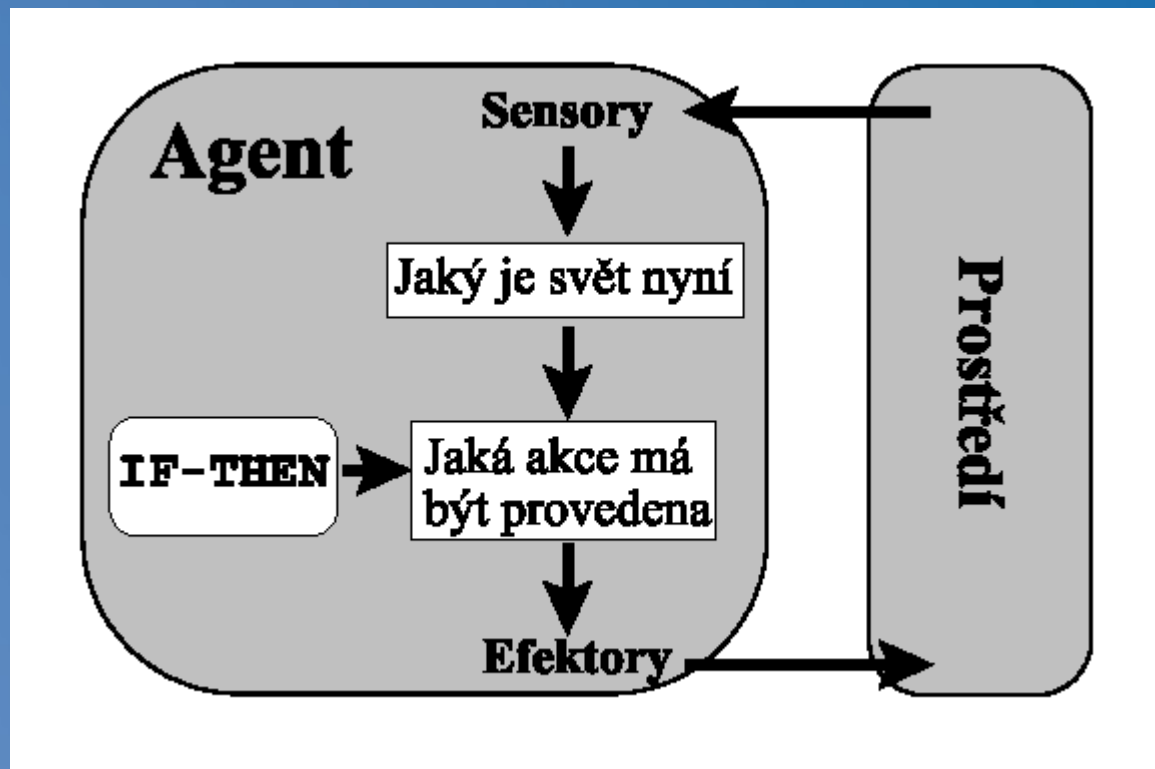 Agent
Sensory
Jaký je svět nyní
IF-THEN
Jaká akce má
být provedena
Efektory
Prostředí